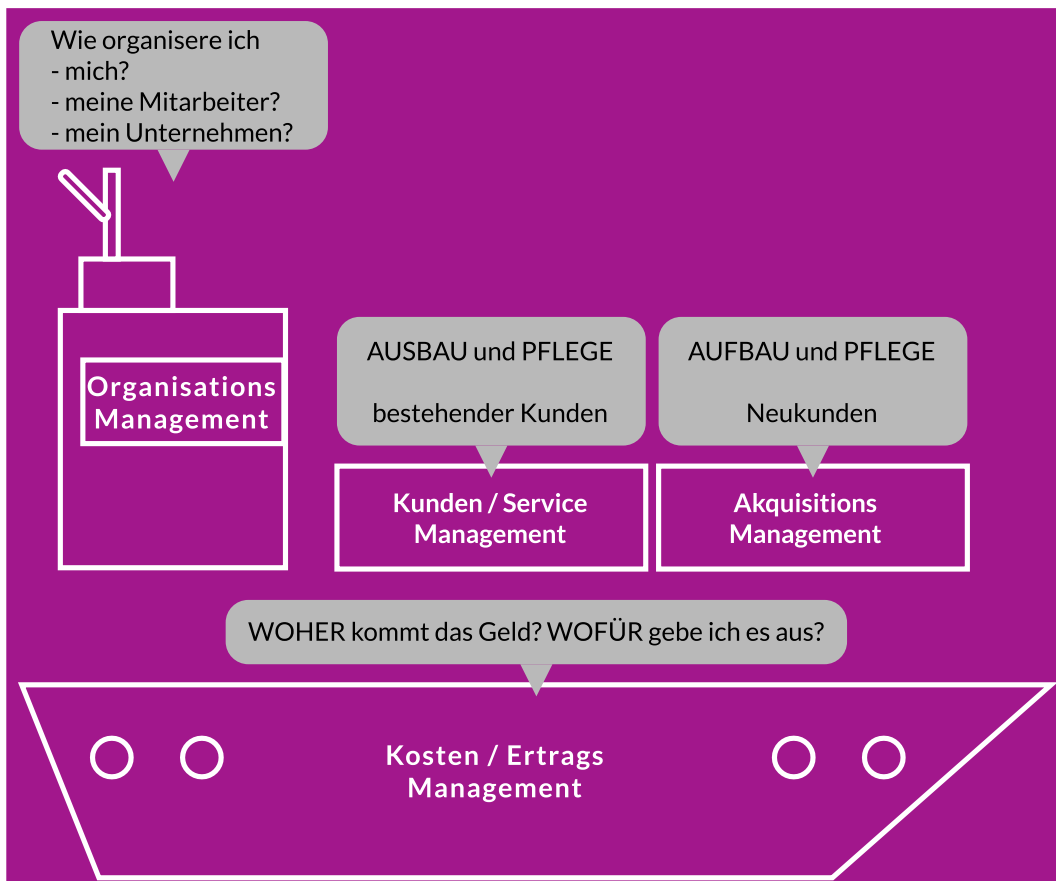 Wie organisere ich
- mich?
- meine Mitarbeiter?
- mein Unternehmen?
Organisations
Management
AUSBAU und PFLEGE
bestehender Kunden
AUFBAU und PFLEGE
Neukunden
Kunden / Service
Management
Akquisitions
Management
WOHER kommt das Geld? WOFÜR gebe ich es aus?
Kosten / Ertrags
Management